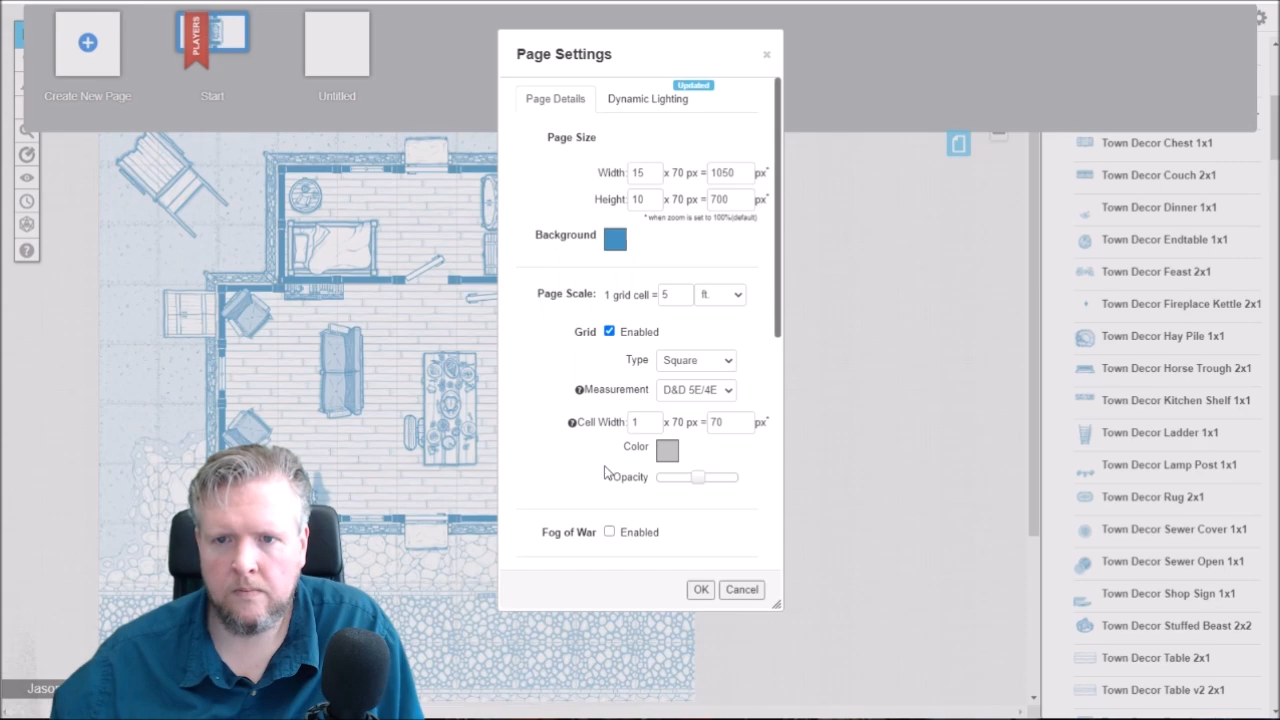 PLAYERS
Create New Page
Start
Untitled
Page Settings
×
Updated
Page Details
Dynamic Lighting
Page Size
Width: 15 x 70 px = 1050 px*
Height: 10 x 70 px = 700 px*
* when zoom is set to 100%(default)
Background
Page Scale: 1 grid cell = 5 ft.
Grid Enabled
Type Square
Measurement D&D 5E/4E
Cell Width: 1 x 70 px = 70 px*
Color
Opacity
Fog of War Enabled
OK
Cancel
Town Decor Chest 1x1
Town Decor Couch 2x1
Town Decor Dinner 1x1
Town Decor Endtable 1x1
Town Decor Feast 2x1
Town Decor Fireplace Kettle 2x1
Town Decor Hay Pile 1x1
Town Decor Horse Trough 2x1
Town Decor Kitchen Shelf 1x1
Town Decor Ladder 1x1
Town Decor Lamp Post 1x1
Town Decor Rug 2x1
Town Decor Sewer Cover 1x1
Town Decor Sewer Open 1x1
Town Decor Shop Sign 1x1
Town Decor Stuffed Beast 2x2
Town Decor Table 2x1
Town Decor Table v2 2x1
Jaso